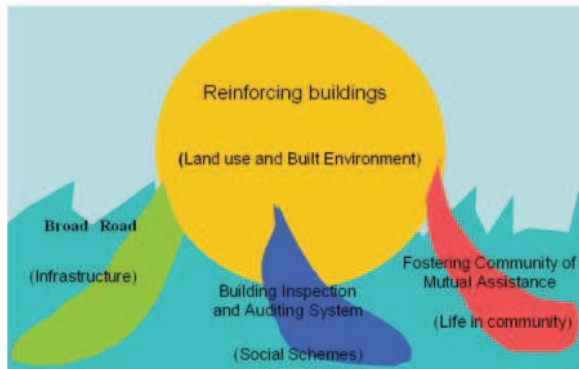 Reinforcing buildings
(Land use and Built Environment)
Broad Road
(Infrastructure)
Building Inspection
and Auditing System
(Social Schemes)
Fostering Community of
Mutual Assistance
(Life in community)